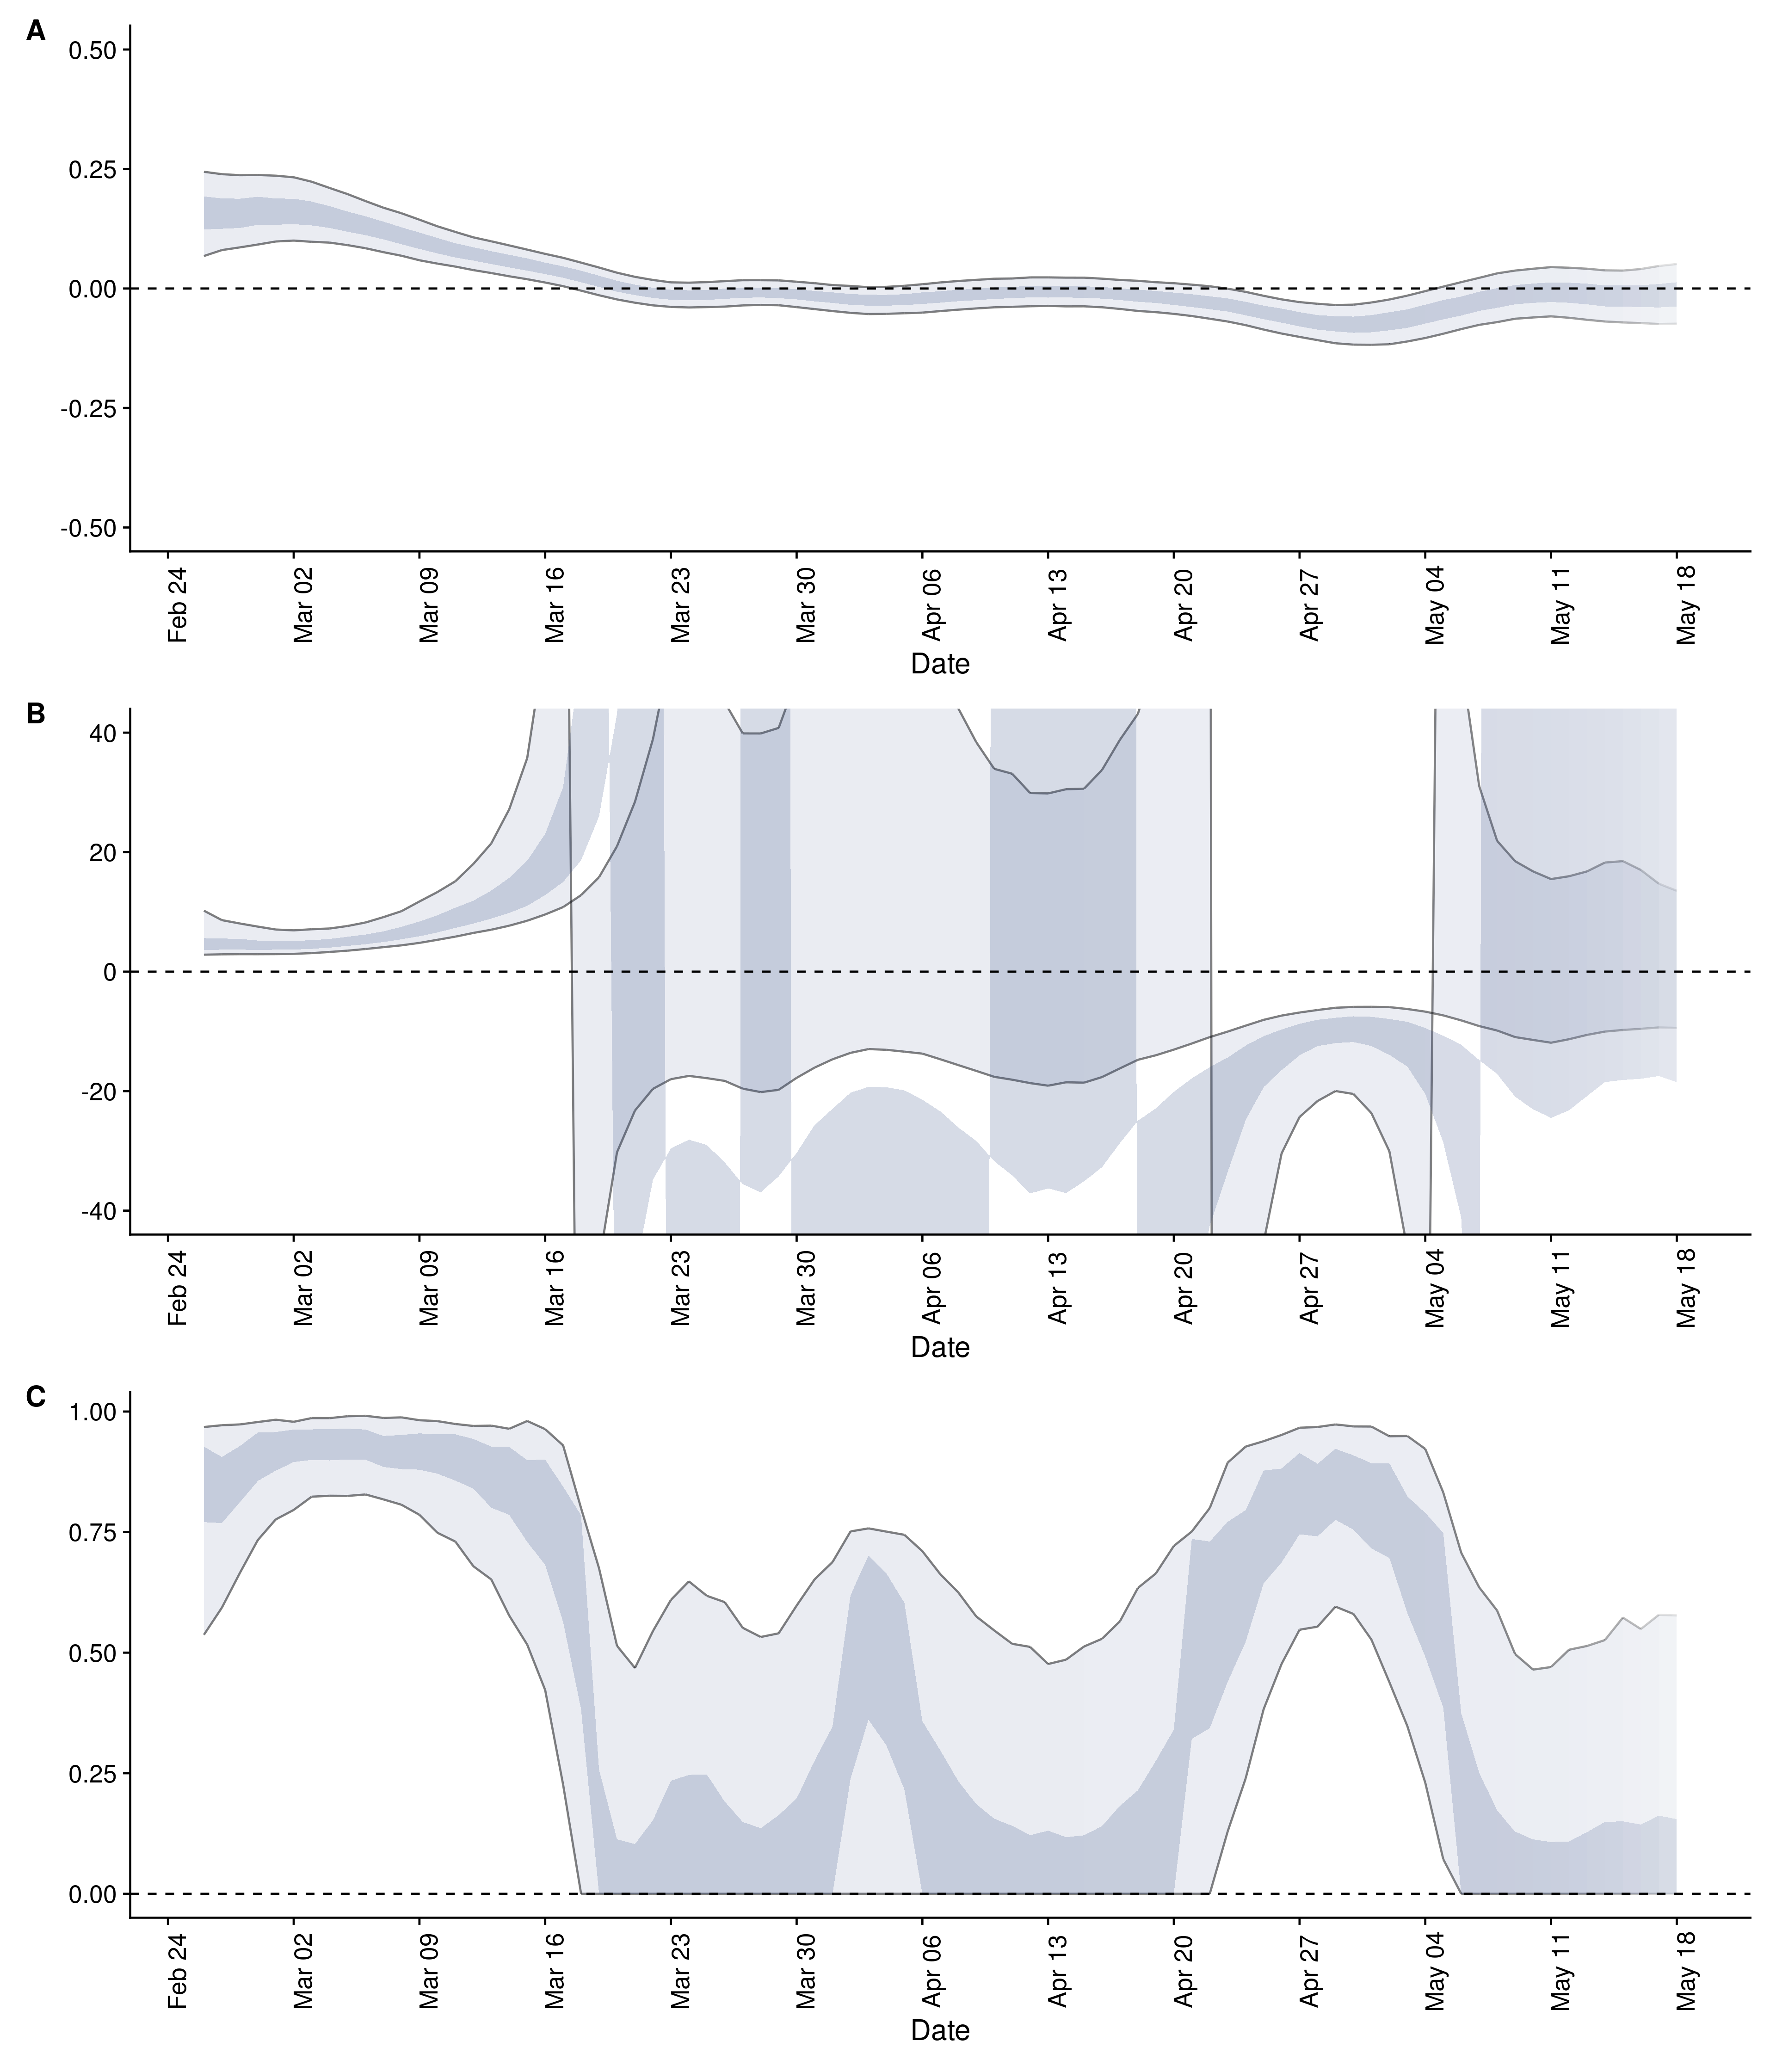 A
0.50
0.25
0.00
-0.25
-0.50
Feb 24
Mar 02
Mar 09
Mar 16
Mar 23
Mar 30
Apr 06
Apr 13
Apr 20
Apr 27
May 04
May 11
May 18
Date
B
40
20
0
-20
-40
Feb 24
Mar 02
Mar 09
Mar 16
Mar 23
Mar 30
Apr 06
Apr 13
Apr 20
Apr 27
May 04
May 11
May 18
Date
C
1.00
0.75
0.50
0.25
0.00
Feb 24
Mar 02
Mar 09
Mar 16
Mar 23
Mar 30
Apr 06
Apr 13
Apr 20
Apr 27
May 04
May 11
May 18
Date